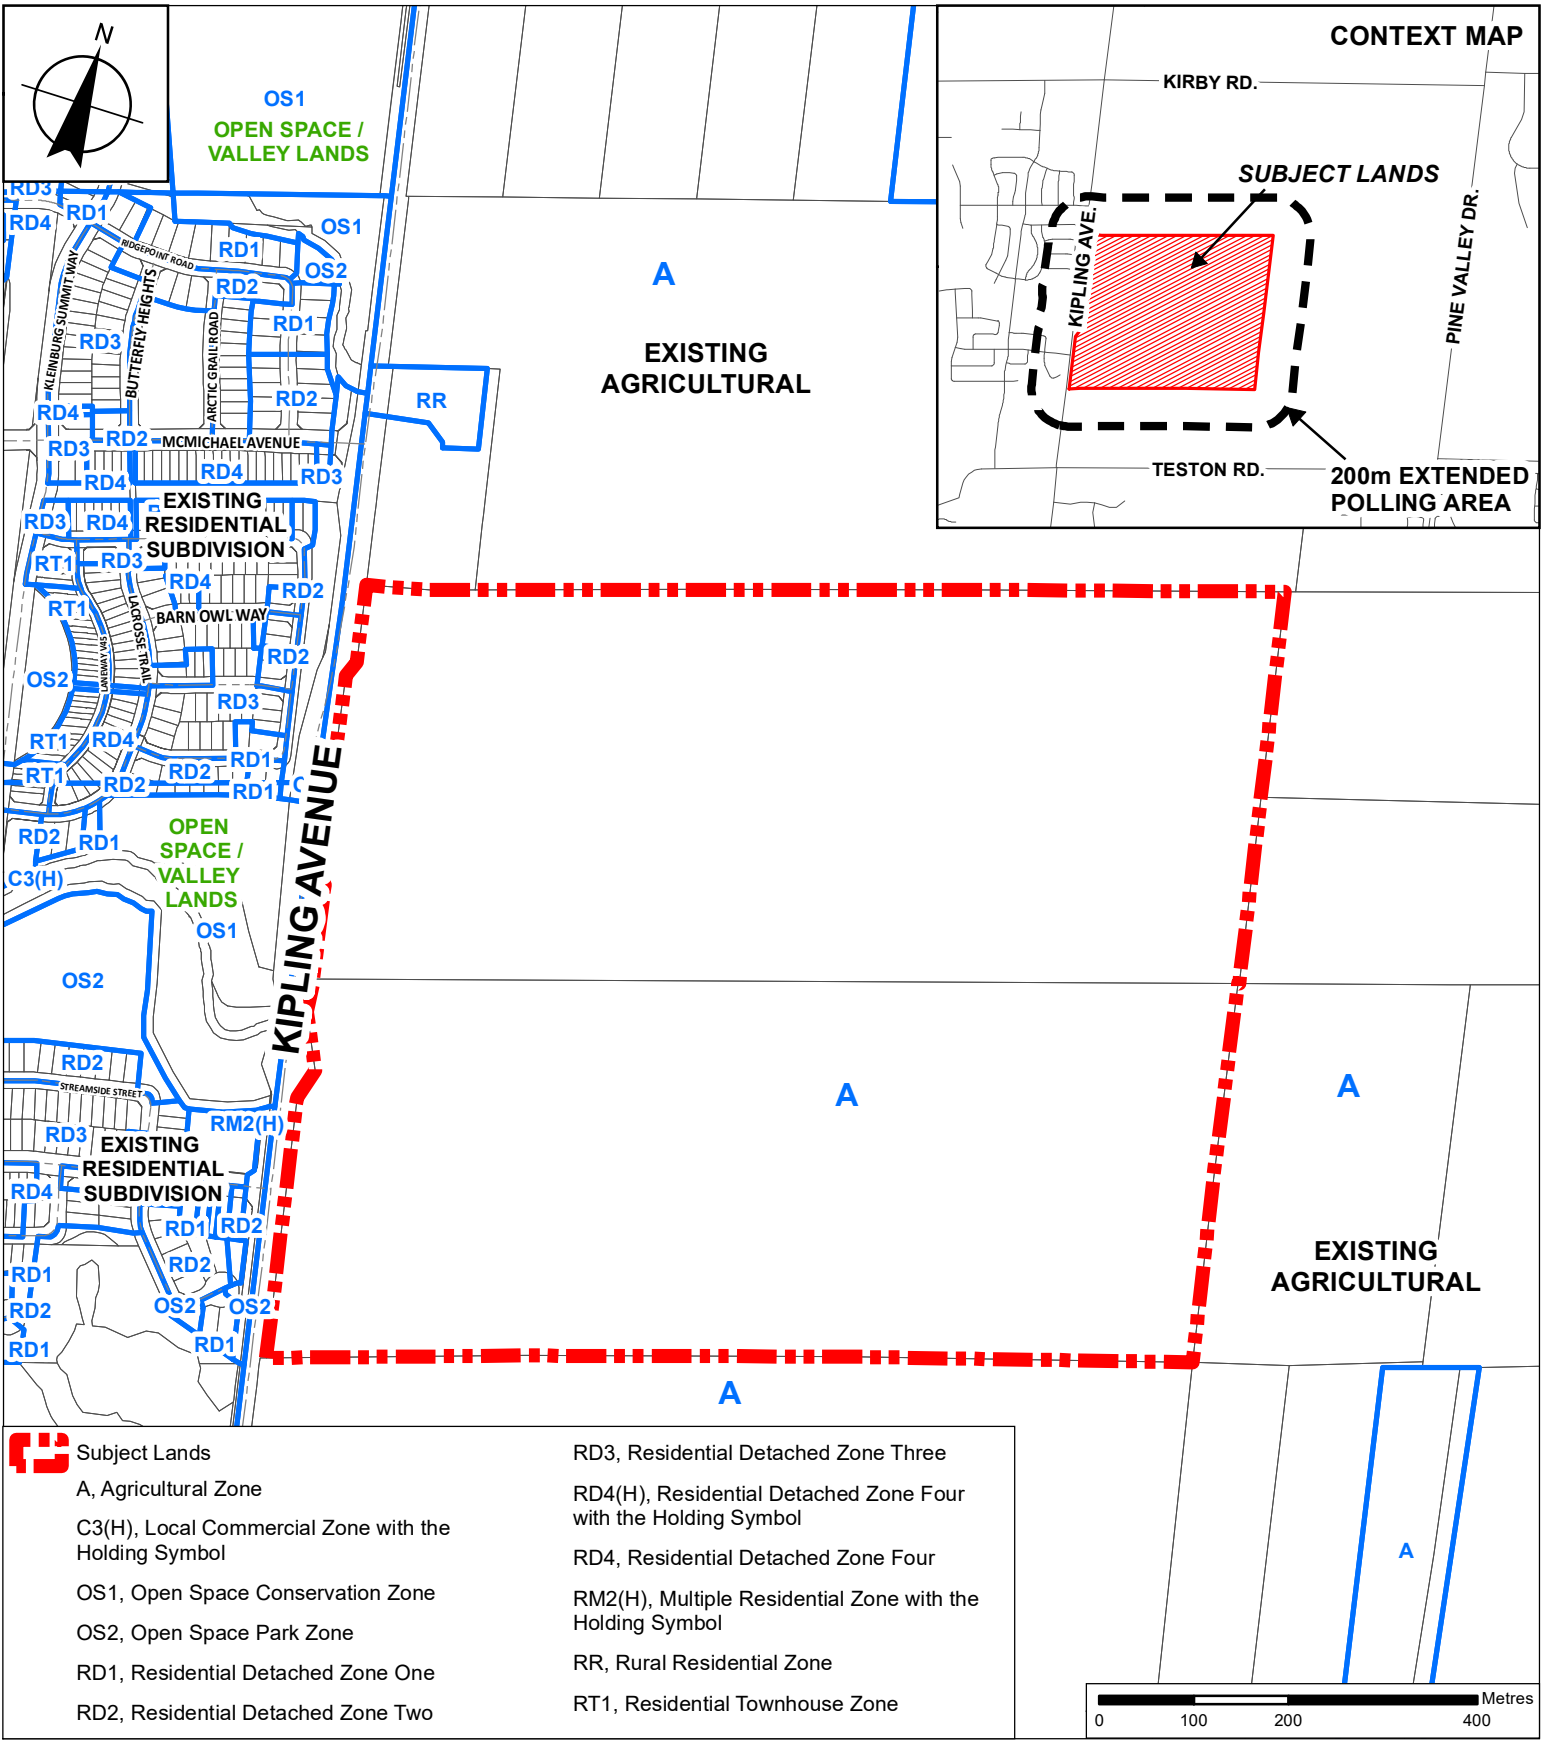 N
CONTEXT MAP
KIRBY RD.
SUBJECT LANDS
KIPLING AVE.
PINE VALLEY DR.
TESTON RD.
200m EXTENDED
POLLING AREA
OS1
OPEN SPACE /
VALLEY LANDS
RD3
RD1
RD4
OS1
RIDGEPOINT ROAD
RD1
OS2
RD2
KLEINBURG SUMMIT WAY
BUTTERFLY HEIGHTS
ARCTIC GRAIL ROAD
A
RD1
RD3
EXISTING
AGRICULTURAL
RD2
RR
RD4
RD2
MCMICHAEL AVENUE
RD3
RD4
RD3
RD4
EXISTING
RESIDENTIAL
SUBDIVISION
RD3
RD4
RT1
RD3
RD4
RD2
RT1
LACROSSE TRAIL
BARN OWL WAY
LANEWAY V45
RD2
OS2
RD3
RT1
RD4
RD1
RT1
RD2
RD2
RD1
KIPLING AVENUE
RD2
RD1
OPEN
SPACE /
VALLEY
LANDS
C3(H)
OS1
OS2
RD2
STREAMSIDE STREET
A
A
RM2(H)
RD3
EXISTING
RESIDENTIAL
SUBDIVISION
RD4
RD1
RD2
RD2
EXISTING
AGRICULTURAL
RD1
RD2
OS2
OS2
RD1
RD1
A
A
Subject Lands
A, Agricultural Zone
C3(H), Local Commercial Zone with the
Holding Symbol
OS1, Open Space Conservation Zone
OS2, Open Space Park Zone
RD1, Residential Detached Zone One
RD2, Residential Detached Zone Two
RD3, Residential Detached Zone Three
RD4(H), Residential Detached Zone Four
with the Holding Symbol
RD4, Residential Detached Zone Four
RM2(H), Multiple Residential Zone with the
Holding Symbol
RR, Rural Residential Zone
RT1, Residential Townhouse Zone
Metres
0 100 200 400